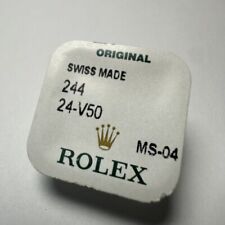 ORIGINAL
SWISS MADE
244
24-V50
MS-04
ROLEX